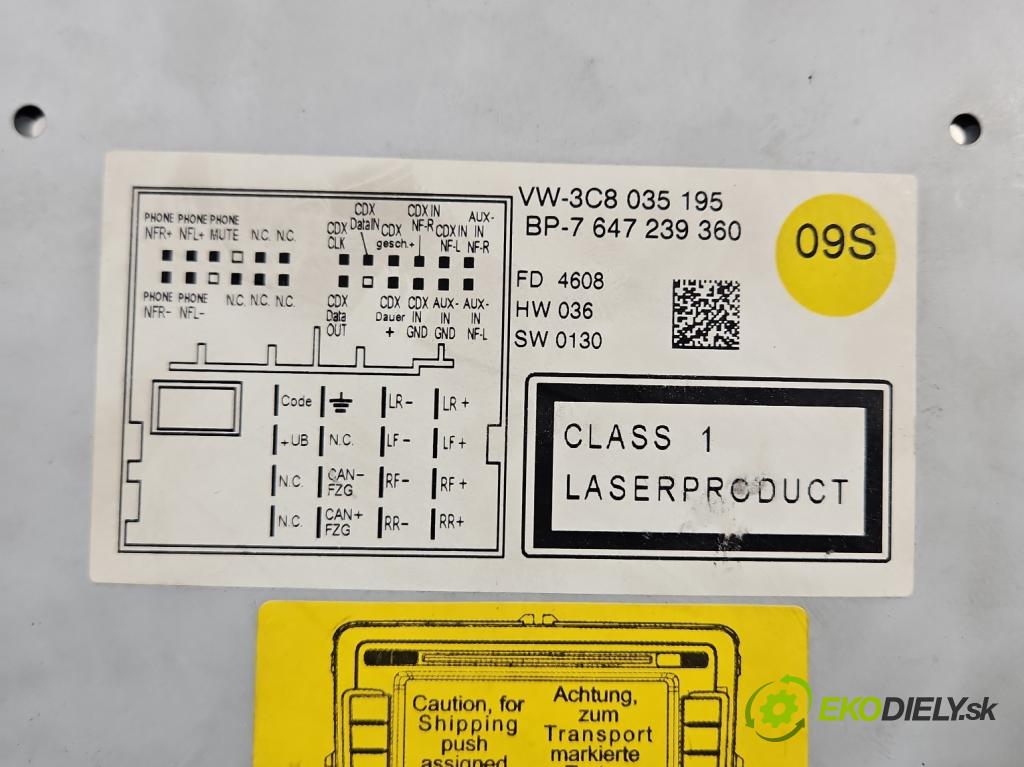 VW-3C8 035 195
BP-7 647 239 360
09S
FD 4608
HW 036
SW 0130
PHONE NFR+
PHONE NFL+
PHONE MUTE
N.C. N.C.
CDX CLK
CDX DataIN
CDX gesch.+
CDX IN NF-R
CDX IN NF-L
AUX-IN NF-R
PHONE NFR-
PHONE NFL-
N.C. N.C. N.C.
CDX Data OUT
CDX Dauer +
CDX IN GND
AUX-IN GND
AUX-IN NF-L
Code LR- LR+
+UB N.C. LF- LF+
N.C. CAN- FZG RF- RF+
N.C. CAN+ FZG RR- RR+
CLASS 1
LASERPRODUCT
Caution, for
Shipping
push
assigned
Achtung,
zum
Transport
markierte
EKODIELY.sk